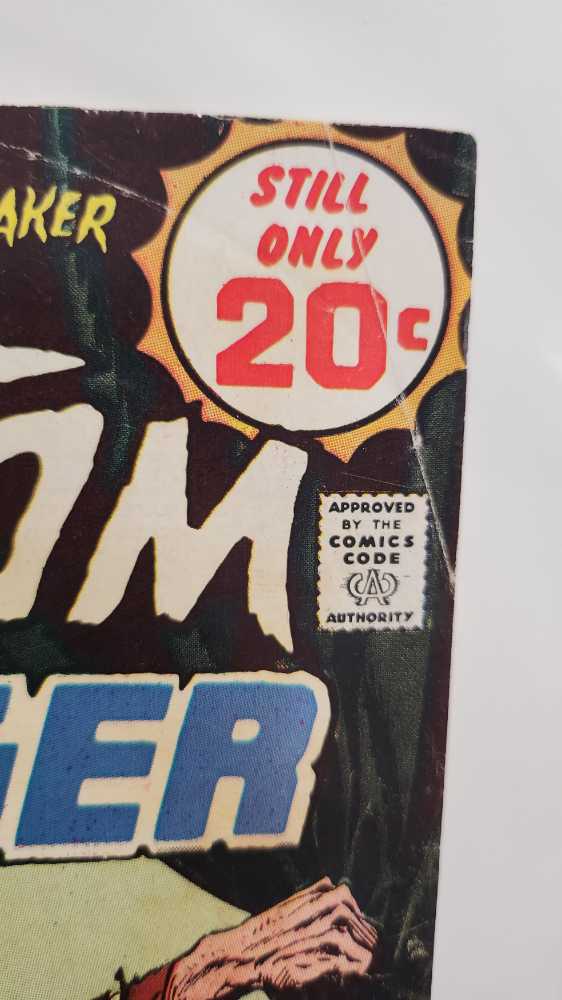 AKER
STILL
ONLY
20c
OM
APPROVED
BY THE
COMICS
CODE
AUTHORITY
GER